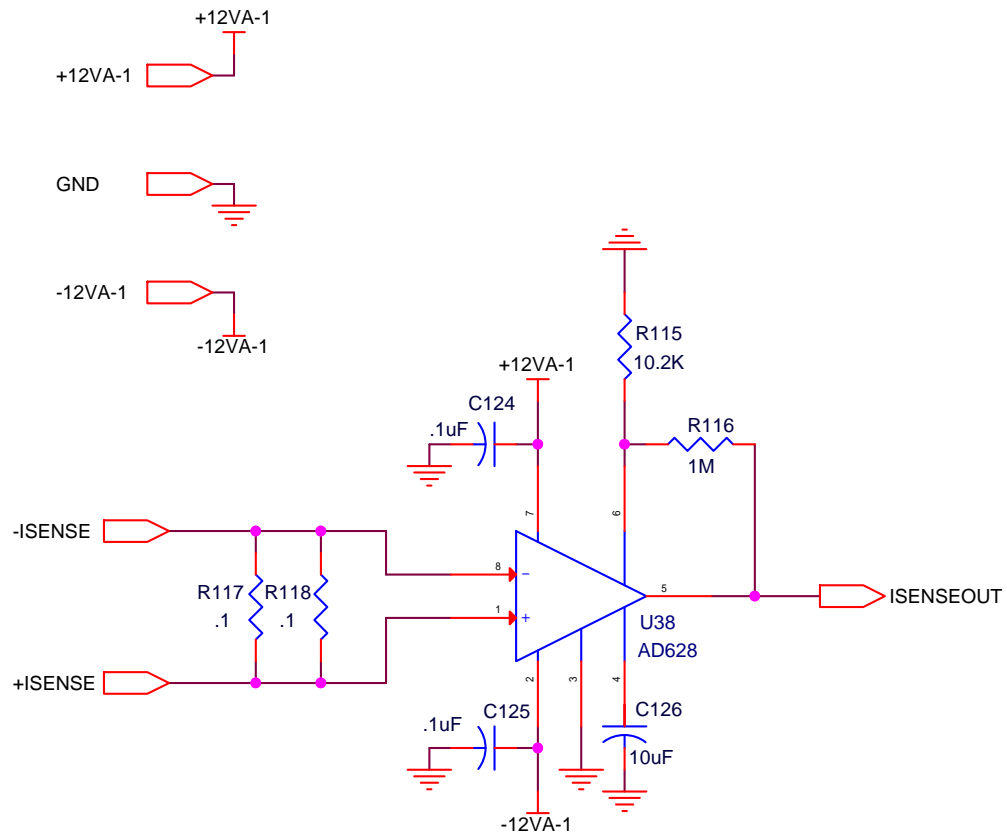 +12VA-1
+12VA-1
GND
-12VA-1
-12VA-1
R115
10.2K
+12VA-1
C124
.1uF
R116
1M
7
6
-ISENSE
8
−
R117
.1
R118
.1
1
+
5
ISENSEOUT
U38
AD628
+ISENSE
2
3
4
C125
.1uF
C126
10uF
-12VA-1